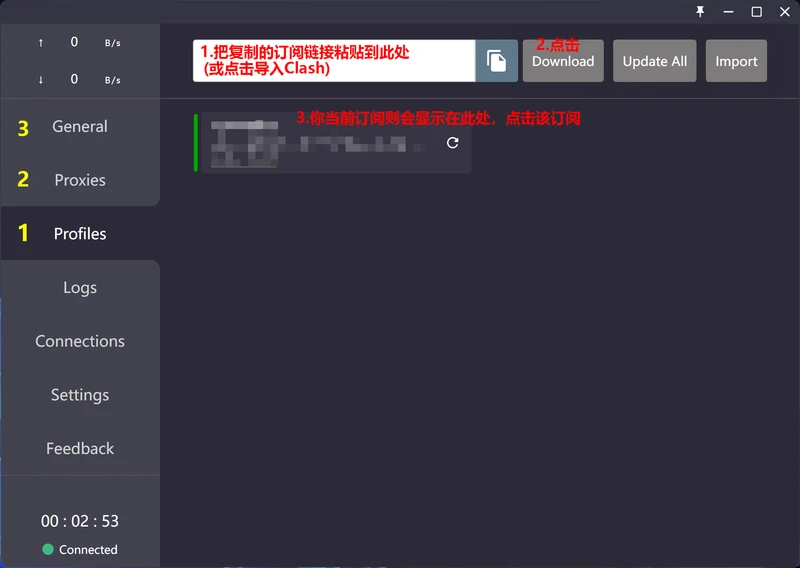 ↑ 0 B/s
↓ 0 B/s
3 General
2 Proxies
1 Profiles
Logs
Connections
Settings
Feedback
00 : 02 : 53
Connected
1.把复制的订阅链接粘贴到此处
(或点击导入Clash)
2.点击
Download
Update All
Import
3.你当前订阅则会显示在此处，点击该订阅